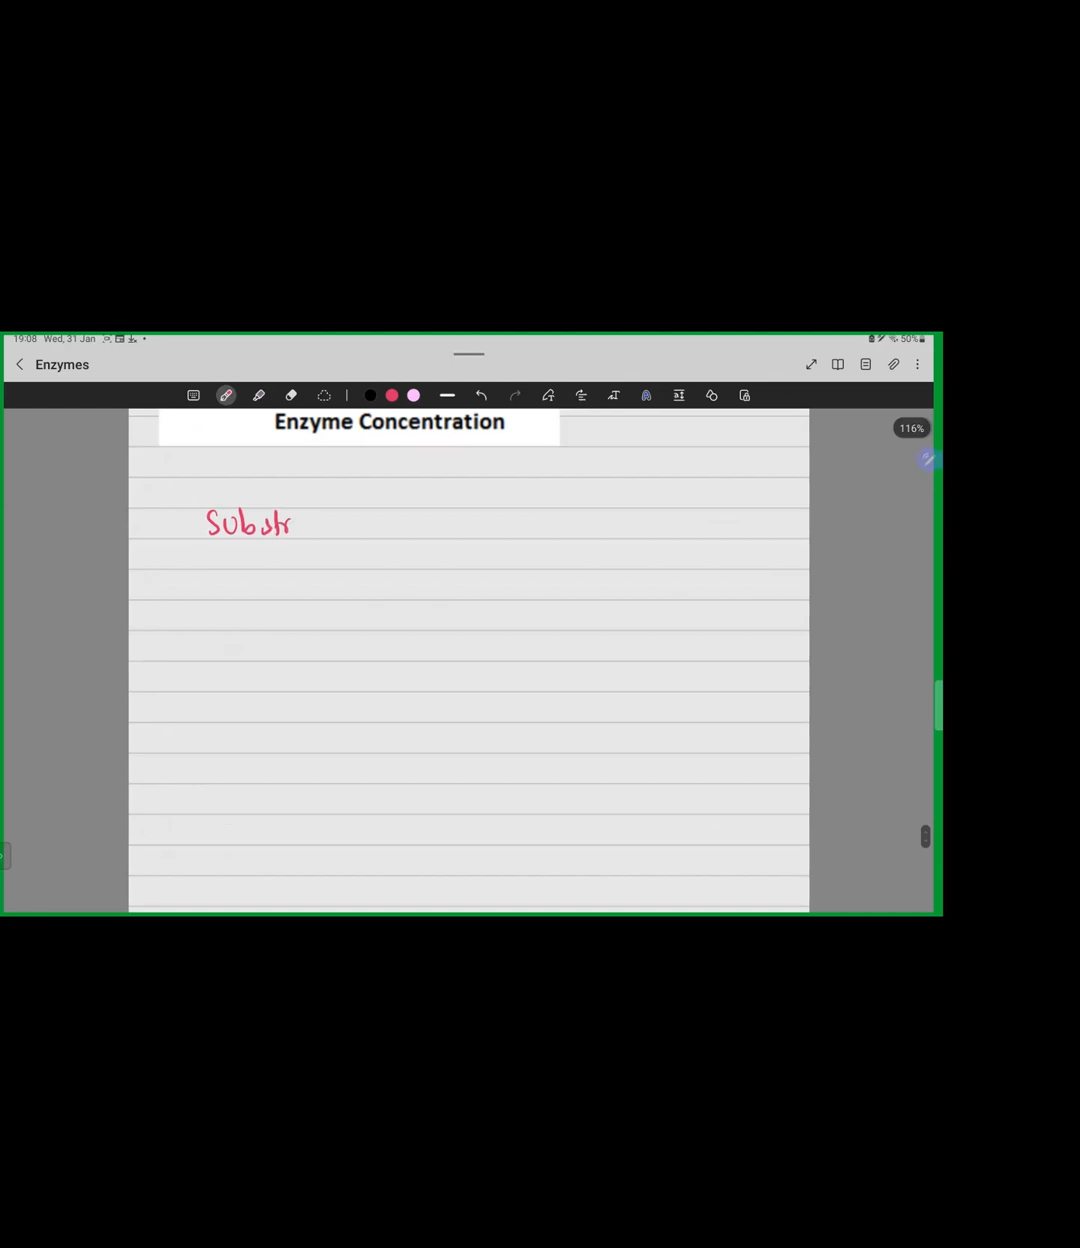 19:08 Wed, 31 Jan
50%
Enzymes
Enzyme Concentration
116%
Substr